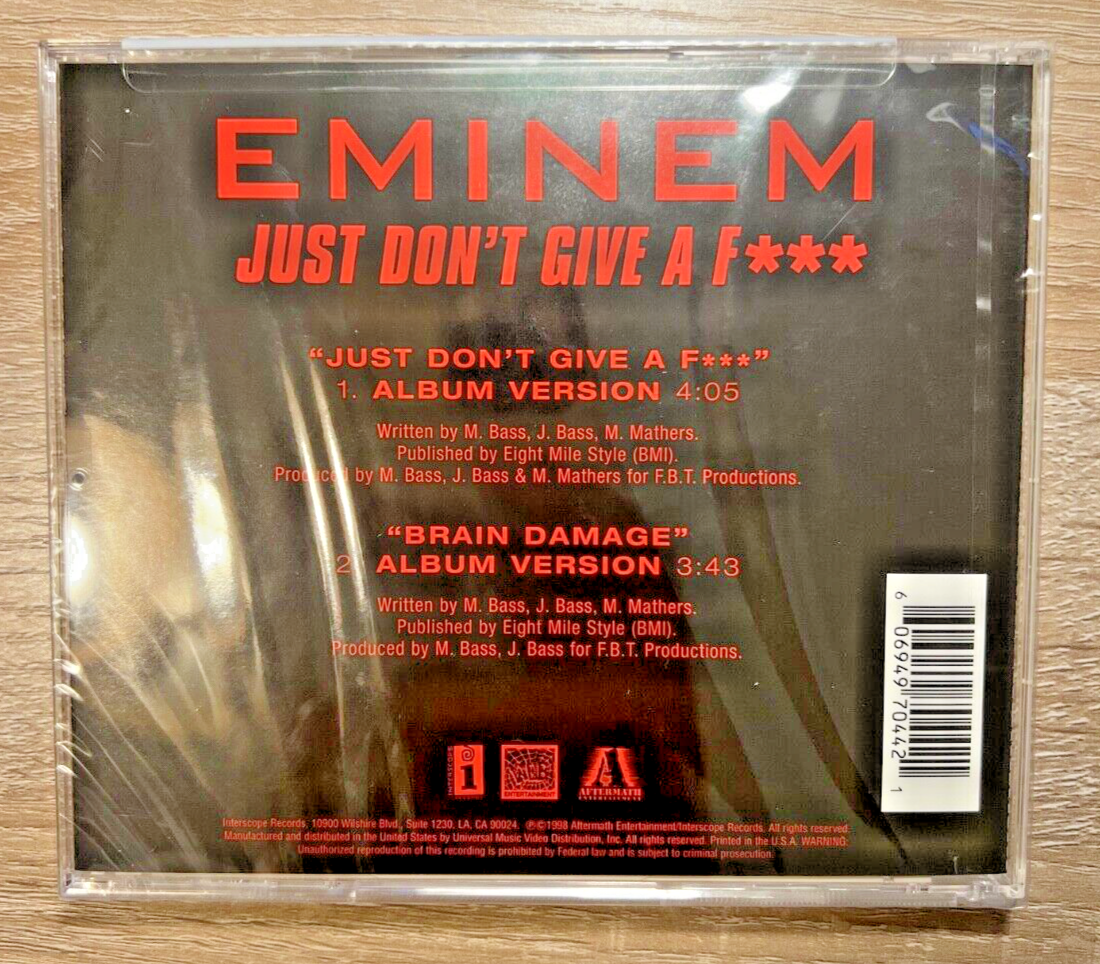 EMINEM
JUST DON'T GIVE A F***
"JUST DON'T GIVE A F***"
1. ALBUM VERSION 4:05
Written by M. Bass, J. Bass, M. Mathers.
Published by Eight Mile Style (BMI).
Produced by M. Bass, J. Bass & M. Mathers for F.B.T. Productions.
"BRAIN DAMAGE"
2. ALBUM VERSION 3:43
Written by M. Bass, J. Bass, M. Mathers.
Published by Eight Mile Style (BMI).
Produced by M. Bass, J. Bass for F.B.T. Productions.
6 06949 70442 1
INTERSCOPE
WEB
ENTERTAINMENT
AFTERMATH
ENTERTAINMENT
Interscope Records, 10900 Wilshire Blvd., Suite 1230, LA, CA 90024. ℗©1998 Aftermath Entertainment/Interscope Records. All rights reserved.
Manufactured and distributed in the United States by Universal Music Video Distribution, Inc. All rights reserved. Printed in the U.S.A. WARNING:
Unauthorized reproduction of this recording is prohibited by Federal law and is subject to criminal prosecution.